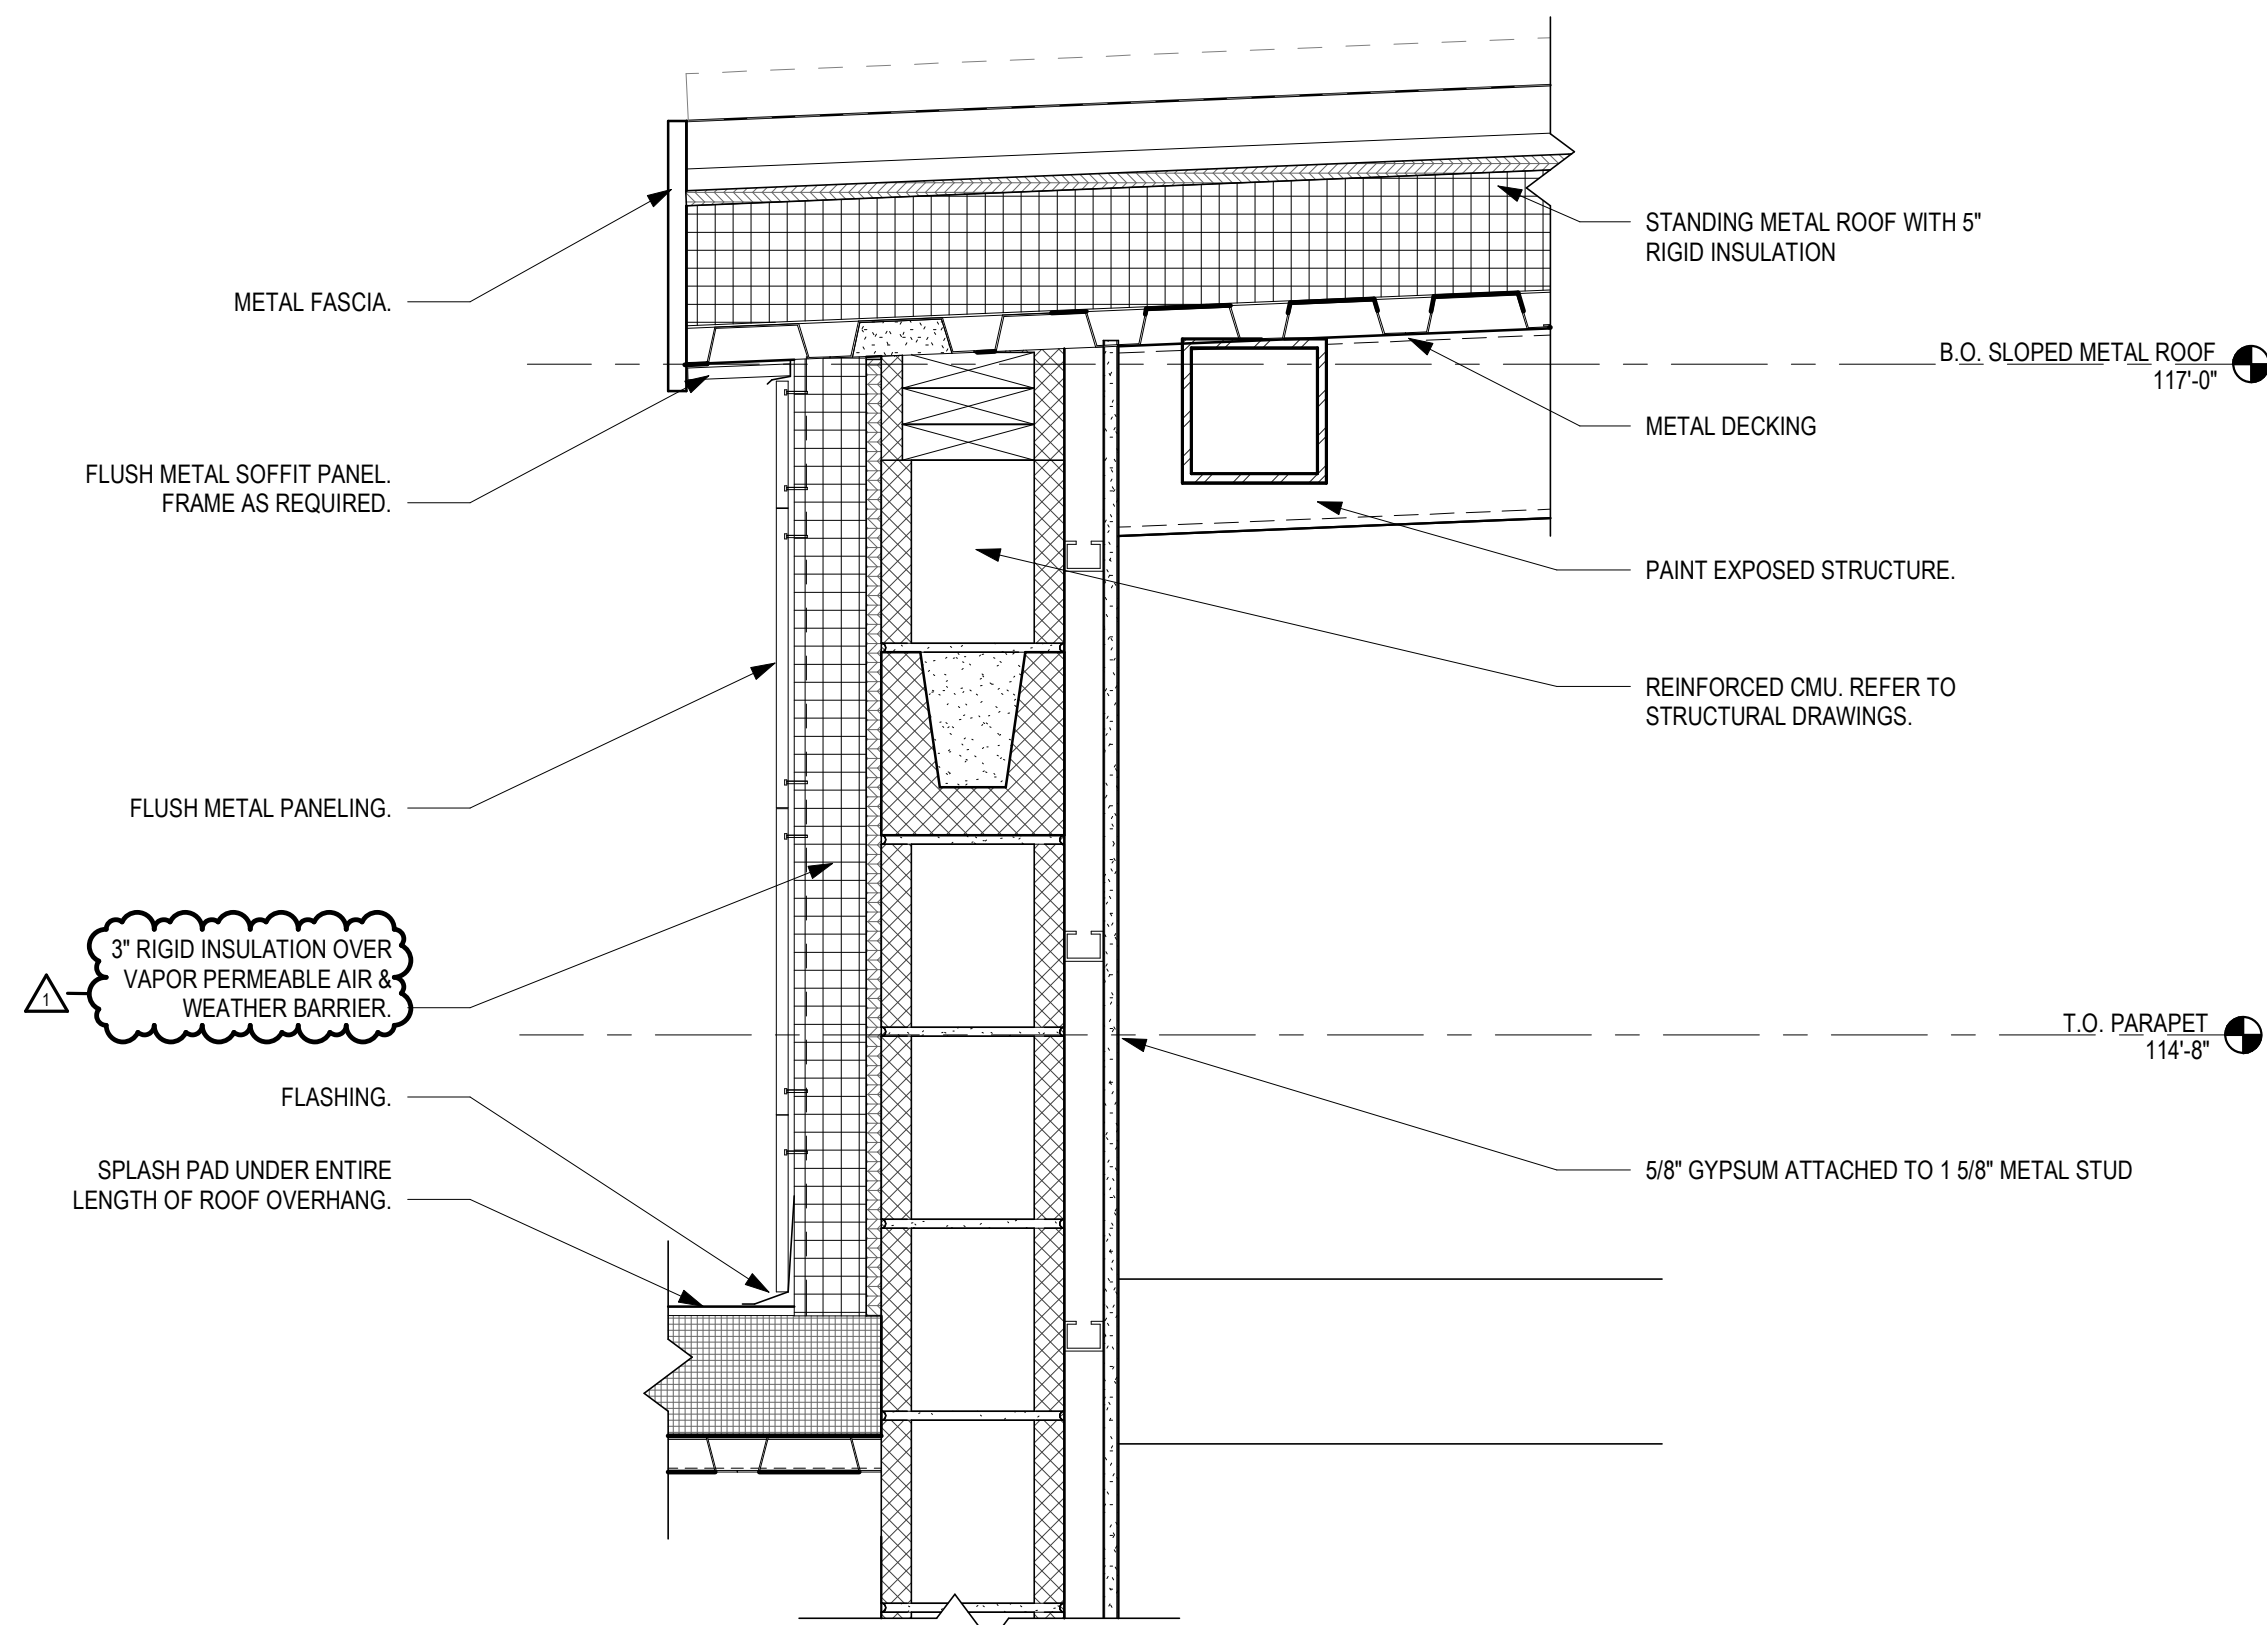 STANDING METAL ROOF WITH 5"
RIGID INSULATION
METAL FASCIA.
B.O. SLOPED METAL ROOF
117'-0"
METAL DECKING
FLUSH METAL SOFFIT PANEL.
FRAME AS REQUIRED.
PAINT EXPOSED STRUCTURE.
REINFORCED CMU. REFER TO
STRUCTURAL DRAWINGS.
FLUSH METAL PANELING.
3" RIGID INSULATION OVER
VAPOR PERMEABLE AIR &
WEATHER BARRIER.
1
T.O. PARAPET
114'-8"
FLASHING.
SPLASH PAD UNDER ENTIRE
LENGTH OF ROOF OVERHANG.
5/8" GYPSUM ATTACHED TO 1 5/8" METAL STUD